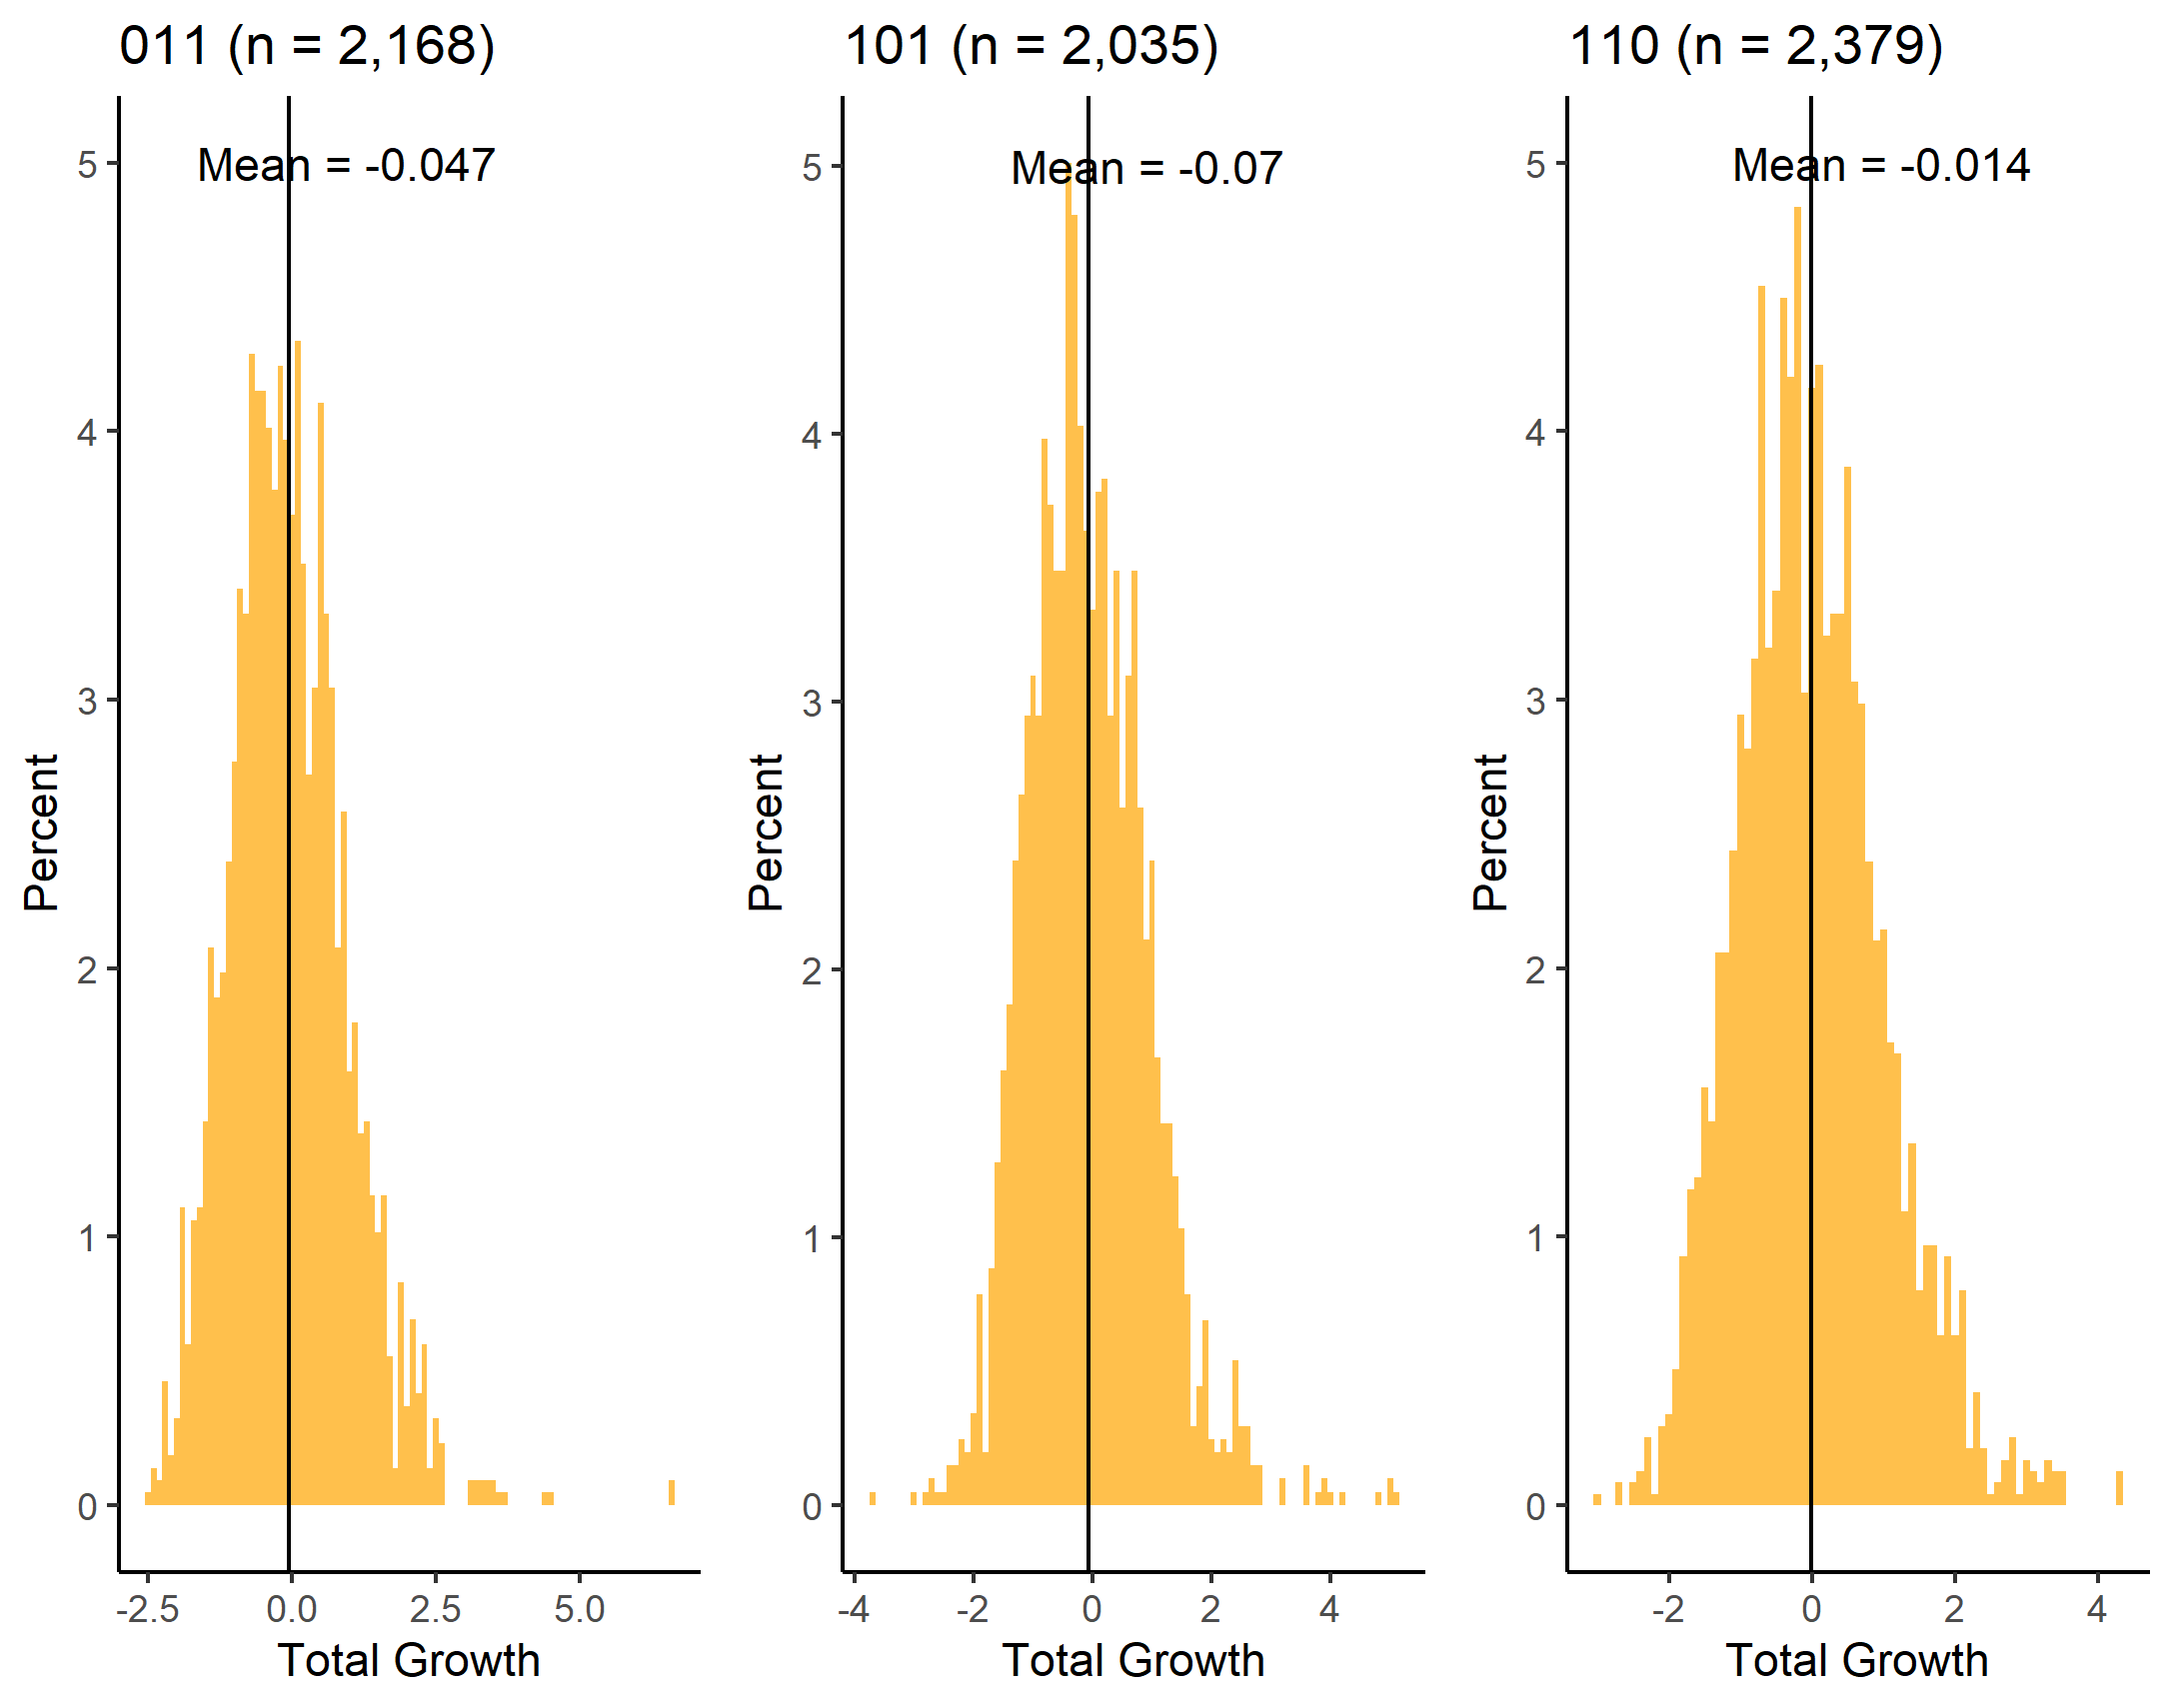 011 (n = 2,168)
Mean = -0.047
5
4
3
2
1
0
Percent
-2.5 0.0 2.5 5.0
Total Growth
101 (n = 2,035)
Mean = -0.07
5
4
3
2
1
0
Percent
-4 -2 0 2 4
Total Growth
110 (n = 2,379)
Mean = -0.014
5
4
3
2
1
0
Percent
-2 0 2 4
Total Growth